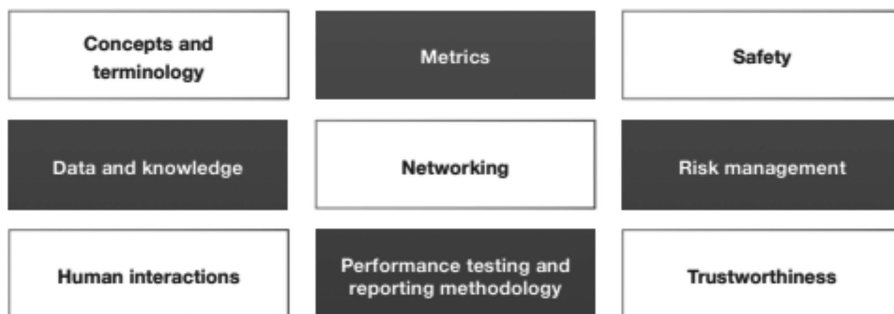 Concepts and
terminology
Metrics
Safety
Data and knowledge
Networking
Risk management
Human interactions
Performance testing and
reporting methodology
Trustworthiness